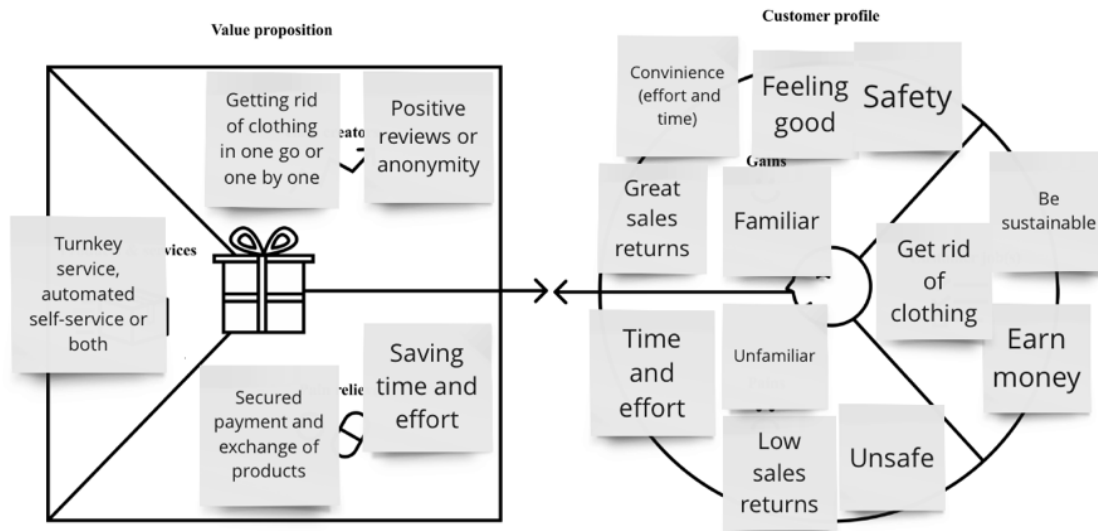 Value proposition
Getting rid
of clothing
in one go or
one by one
Positive
reviews or
anonymity
Turnkey
service,
automated
self-service or
both
Saving
time and
effort
Secured
payment and
exchange of
products
Customer profile
Convinience
(effort and
time)
Feeling
good
Safety
Gains
Great
sales
returns
Familiar
Be
sustainable
Get rid
of
clothing
Earn
money
Time
and
effort
Unfamiliar
Low
sales
returns
Unsafe